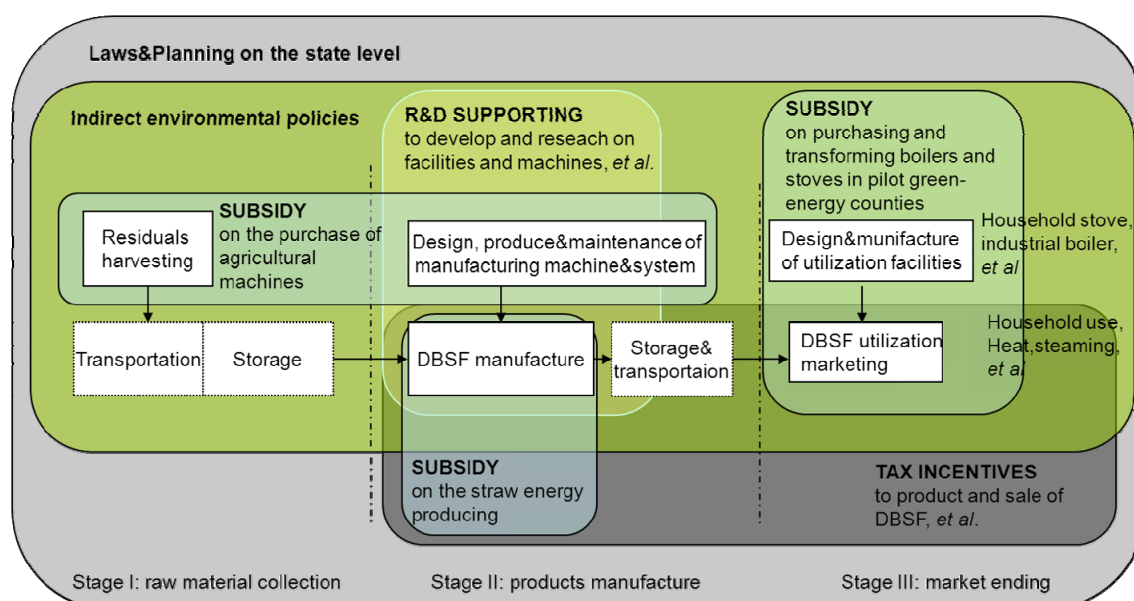 Laws&Planning on the state level
Indirect environmental policies
R&D SUPPORTING
to develop and reseach on
facilities and machines, et al.
SUBSIDY
on purchasing and
transforming boilers and
stoves in pilot green-
energy counties
Residuals
harvesting
SUBSIDY
on the purchase of
agricultural
machines
Design, produce&maintenance of
manufacturing machine&system
Design&munifacture
of utilization facilities
Household stove,
industrial boiler,
et al
Transportation
Storage
DBSF manufacture
Storage&
transportaion
DBSF utilization
marketing
Household use,
Heat,steaming,
et al
SUBSIDY
on the straw energy
producing
TAX INCENTIVES
to product and sale of
DBSF, et al.
Stage I: raw material collection
Stage II: products manufacture
Stage III: market ending